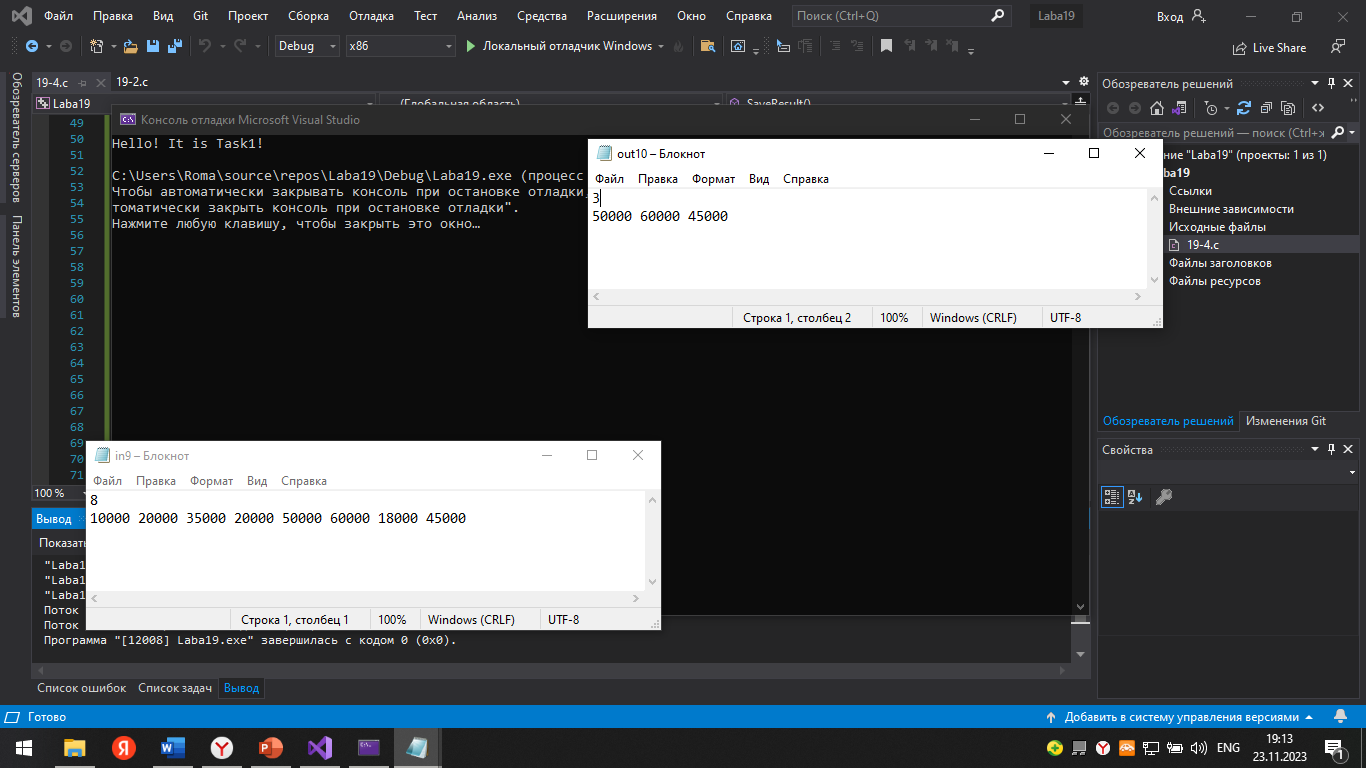 Файл Правка Вид Git Проект Сборка Отладка Тест Анализ Средства Расширения Окно Справка Поиск (Ctrl+Q) Laba19 Вход
Debug x86 Локальный отладчик Windows Live Share
Обозреватель серверов
Панель элементов
19-4.c 19-2.c
Laba19 (Глобальная область) SaveResult()
49
50
51
52
53
54
55
56
57
58
59
60
61
62
63
64
65
66
67
68
69
70
71
100 %
Консоль отладки Microsoft Visual Studio
Hello! It is Task1!
C:\Users\Roma\source\repos\Laba19\Debug\Laba19.exe (процесс
Чтобы автоматически закрывать консоль при остановке отладки,
томатически закрыть консоль при остановке отладки".
Нажмите любую клавишу, чтобы закрыть это окно…
out10 – Блокнот
Файл Правка Формат Вид Справка
3
50000 60000 45000
Строка 1, столбец 2 100% Windows (CRLF) UTF-8
in9 – Блокнот
Файл Правка Формат Вид Справка
8
10000 20000 35000 20000 50000 60000 18000 45000
Строка 1, столбец 1 100% Windows (CRLF) UTF-8
Обозреватель решений
Обозреватель решений — поиск (Ctrl+ж
ние "Laba19" (проекты: 1 из 1)
ba19
Ссылки
Внешние зависимости
Исходные файлы
19-4.c
Файлы заголовков
Файлы ресурсов
Обозреватель решений Изменения Git
Свойства
Вывод
Показать
"Laba1
"Laba1
"Laba1
Поток
Поток
Программа "[12008] Laba19.exe" завершилась с кодом 0 (0x0).
Список ошибок Список задач Вывод
Готово Добавить в систему управления версиями
ENG 19:13
23.11.2023 1